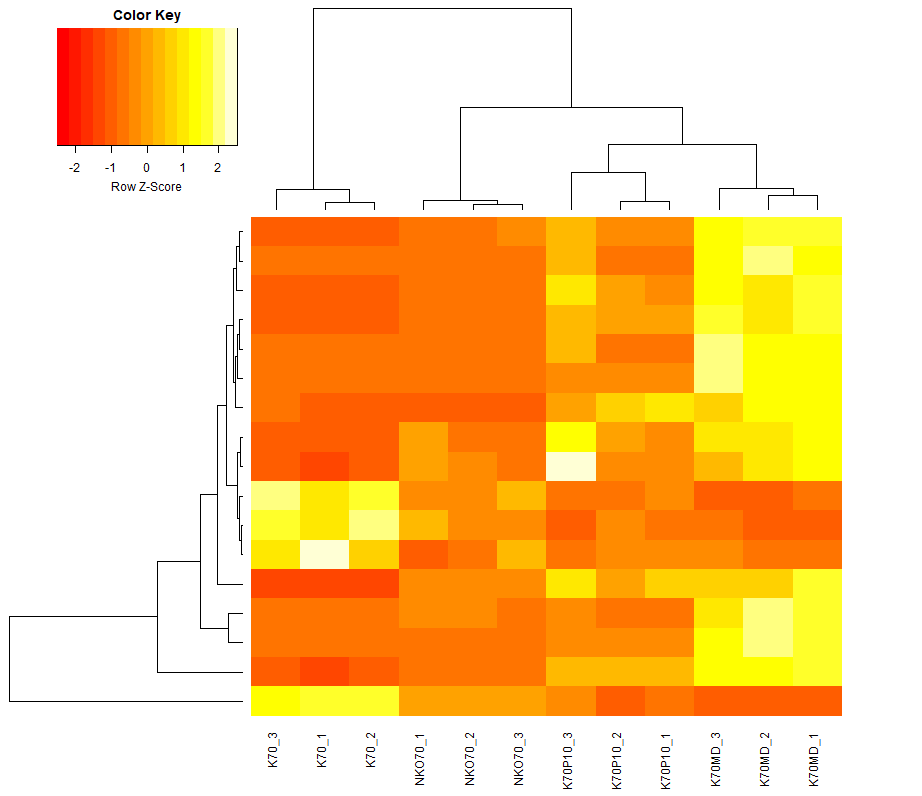 Color Key
-2 -1 0 1 2
Row Z-Score
K70_3 K70_1 K70_2 NKO70_1 NKO70_2 NKO70_3 K70P10_3 K70P10_2 K70P10_1 K70MD_3 K70MD_2 K70MD_1